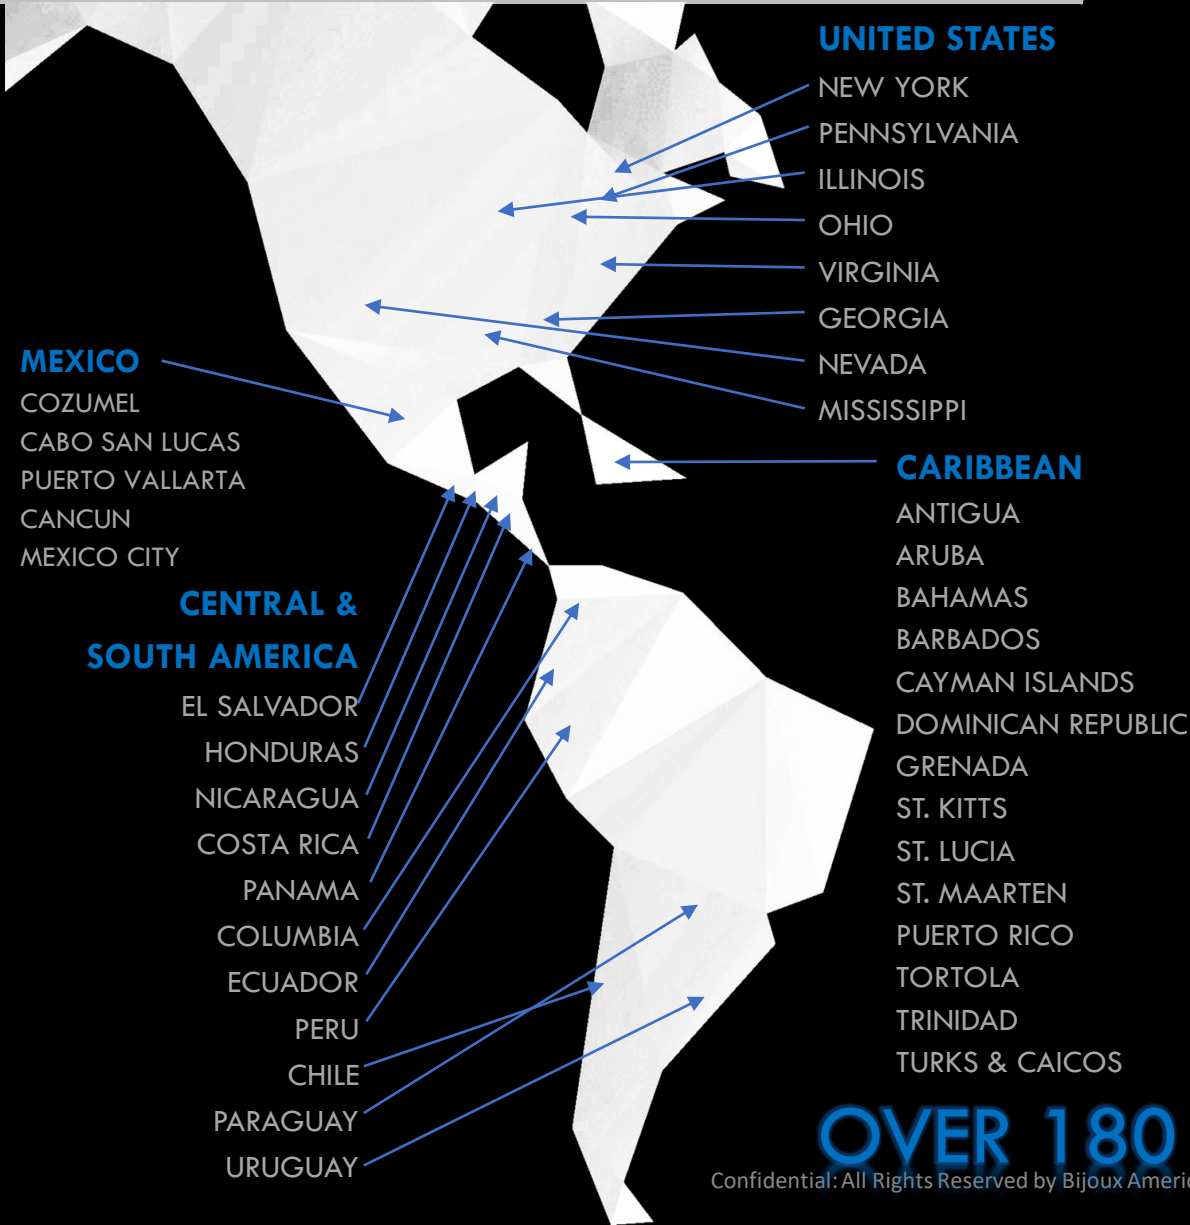 UNITED STATES
NEW YORK
PENNSYLVANIA
ILLINOIS
OHIO
VIRGINIA
GEORGIA
NEVADA
MISSISSIPPI
MEXICO
COZUMEL
CABO SAN LUCAS
PUERTO VALLARTA
CANCUN
MEXICO CITY
CARIBBEAN
ANTIGUA
ARUBA
BAHAMAS
BARBADOS
CAYMAN ISLANDS
DOMINICAN REPUBLIC
GRENADA
ST. KITTS
ST. LUCIA
ST. MAARTEN
PUERTO RICO
TORTOLA
TRINIDAD
TURKS & CAICOS
CENTRAL &
SOUTH AMERICA
EL SALVADOR
HONDURAS
NICARAGUA
COSTA RICA
PANAMA
COLUMBIA
ECUADOR
PERU
CHILE
PARAGUAY
URUGUAY
OVER 180
Confidential: All Rights Reserved by Bijoux Americ